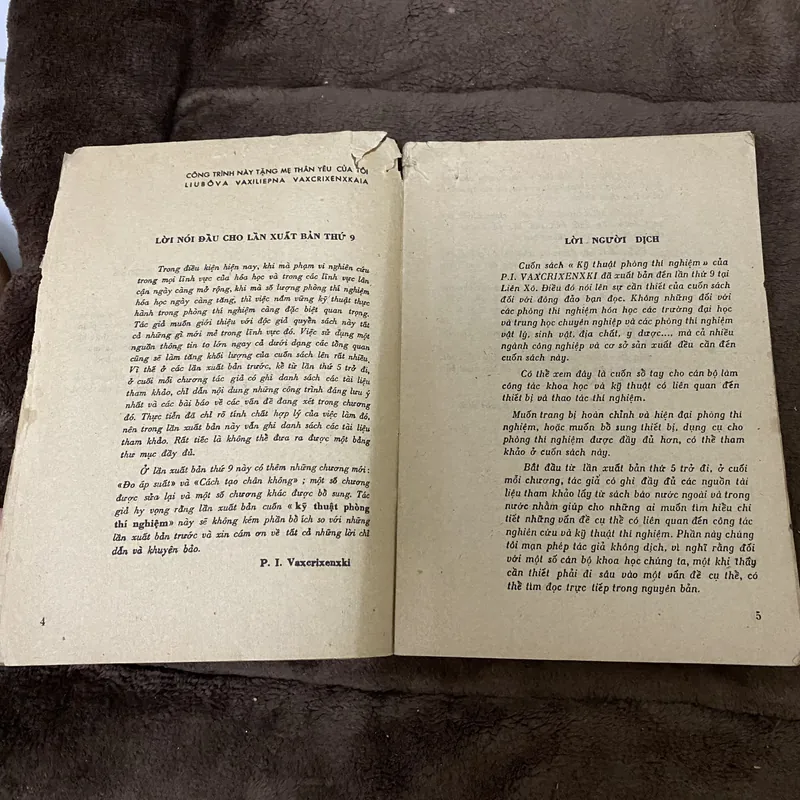 CÔNG TRÌNH NÀY TẶNG MẸ THÂN YÊU CỦA TÔI
LIUBÔVA VAXILIEPNA VAXCRIXENXKAIA
LỜI NÓI ĐẦU CHO LẦN XUẤT BẢN THỨ 9
Trong điều kiện hiện nay, khi mà phạm vi nghiên cứu
trong mọi lĩnh vực của hóa học và trong các lĩnh vực lân
cận ngày càng mở rộng, khi mà số lượng phòng thí nghiệm
hóa học ngày càng tăng, thì việc nắm vững kỹ thuật thực
hành trong phòng thí nghiệm càng đặc biệt quan trọng.
Tác giả muốn giới thiệu với độc giả quyển sách này tất
cả những gì mới mẻ trong lĩnh vực đó. Việc sử dụng một
nguồn thông tin to lớn ngay cả dưới dạng các tổng quan
cũng sẽ làm tăng khối lượng của cuốn sách lên rất nhiều.
Vì thế ở các lần xuất bản trước, kể từ lần thứ 5 trở đi, ở
cuối mỗi chương tác giả có ghi danh sách các tài liệu
tham khảo, chỉ dẫn nội dung những công trình đáng lưu ý
nhất và các bài báo về các vấn đề đang xét trong chương
đó. Thực tiễn đã chỉ rõ tính chất hợp lý của việc làm đó,
nên trong lần xuất bản này vẫn ghi danh sách các tài liệu
tham khảo. Rất tiếc là không thể đưa ra được một bảng
thư mục đầy đủ.
Ở lần xuất bản thứ 9 này có thêm những chương mới :
«Đo áp suất» và «Cách tạo chân không» ; một số chương
được sửa lại và một số chương khác được bổ sung. Tác
giả hy vọng rằng lần xuất bản cuốn «kỹ thuật phòng
thí nghiệm» này sẽ không kém phần bổ ích so với những
lần xuất bản trước và xin cám ơn về tất cả những lời chỉ
dẫn và khuyên bảo.
P. I. Vaxcrixenxki
4
LỜI NGƯỜI DỊCH
Cuốn sách « Kỹ thuật phòng thí nghiệm » của
P.I. VAXCRIXENXKI đã xuất bản đến lần thứ 9 tại
Liên Xô. Điều đó nói lên sự cần thiết của cuốn sách
đối với đông đảo bạn đọc. Không những đối với
các phòng thí nghiệm hóa học các trường đại học
và trung học chuyên nghiệp và các phòng thí nghiệm
vật lý, sinh vật, địa chất, y dược..., mà cả nhiều
ngành công nghiệp và cơ sở sản xuất đều cần đến
cuốn sách này.
Có thể xem đây là cuốn sổ tay cho cán bộ làm
công tác khoa học và kỹ thuật có liên quan đến
thiết bị và thao tác thí nghiệm.
Muốn trang bị hoàn chỉnh và hiện đại phòng thí
nghiệm, hoặc muốn bổ sung thiết bị, dụng cụ cho
phòng thí nghiệm được đầy đủ hơn, có thể tham
khảo ở cuốn sách này.
Bắt đầu từ lần xuất bản thứ 5 trở đi, ở cuối
mỗi chương, tác giả có ghi đầy đủ các nguồn tài
liệu tham khảo lấy từ sách báo nước ngoài và trong
nước nhằm giúp cho những ai muốn tìm hiểu chi
tiết những vấn đề cụ thể có liên quan đến công tác
nghiên cứu và kỹ thuật thí nghiệm. Phần này chúng
tôi mạn phép tác giả không dịch, vì nghĩ rằng đối
với một số cán bộ khoa học chúng ta, một khi thấy
cần thiết phải đi sâu vào một vấn đề cụ thể, có
thể tìm đọc trực tiếp trong nguyên bản.
5